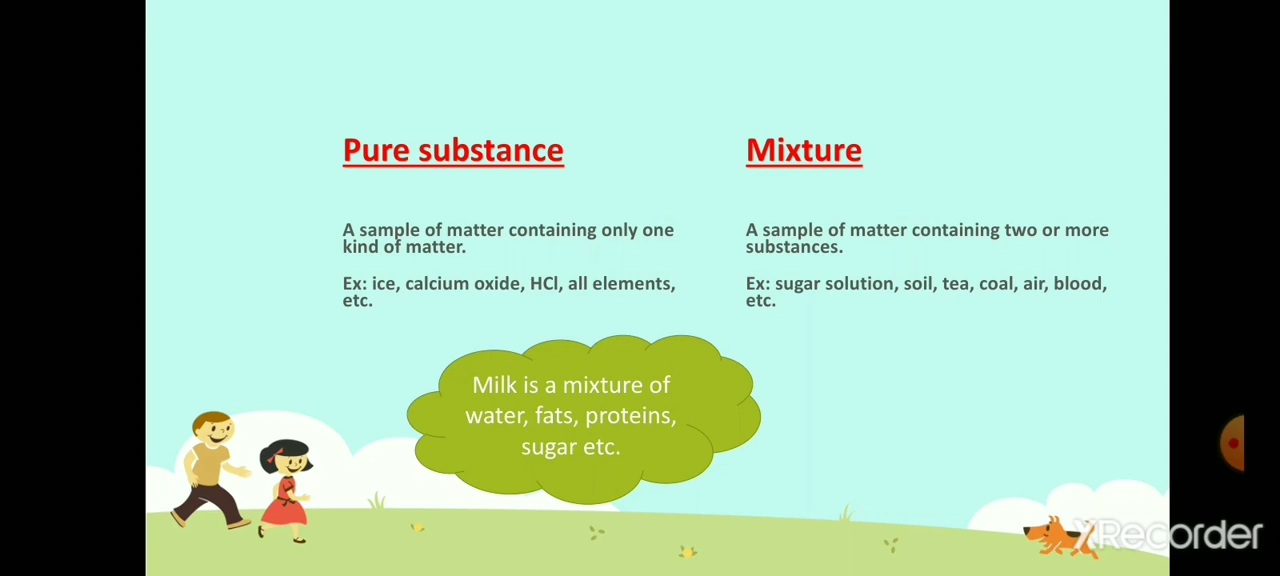 Pure substance
Mixture
A sample of matter containing only one
kind of matter.
Ex: ice, calcium oxide, HCl, all elements,
etc.
A sample of matter containing two or more
substances.
Ex: sugar solution, soil, tea, coal, air, blood,
etc.
Milk is a mixture of
water, fats, proteins,
sugar etc.
XRecorder